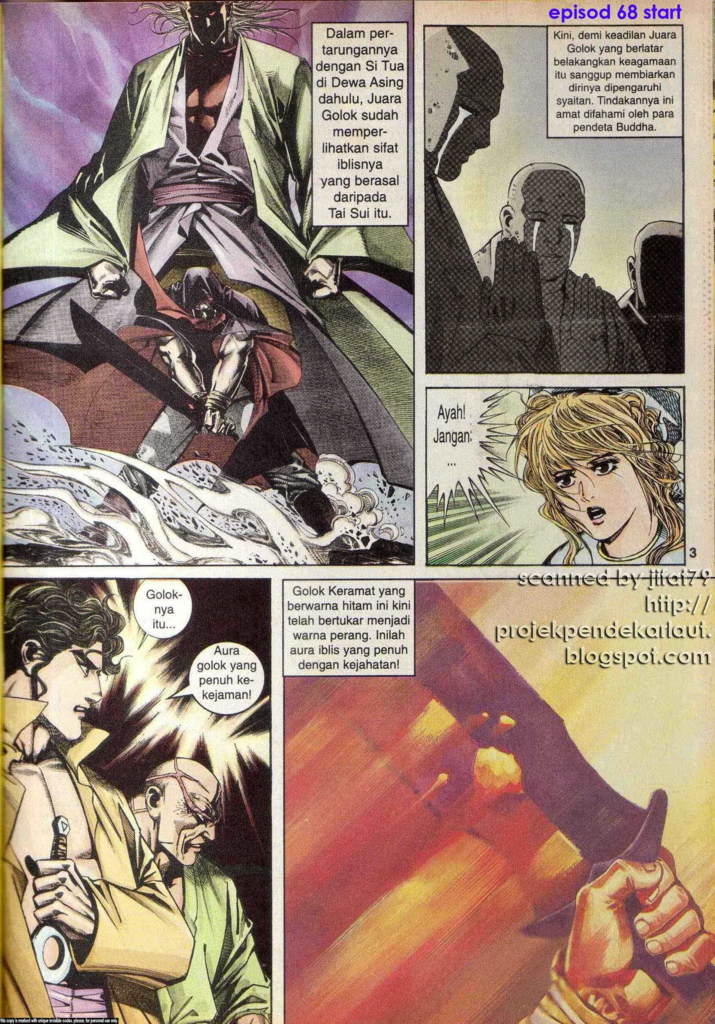 episod 68 start
Dalam per-
tarungannya
dengan Si Tua
di Dewa Asing
dahulu, Juara
Golok sudah
memper-
lihatkan sifat
iblisnya
yang berasal
daripada
Tai Sui itu.
Kini, demi keadilan Juara
Golok yang berlatar
belakangkan keagamaan
itu sanggup membiarkan
dirinya dipengaruhi
syaitan. Tindakannya ini
amat difahami oleh para
pendeta Buddha.
Ayah!
Jangan
...
3
scanned by jitai79
http://
projekpendekarlaut.
blogspot.com
Golok-
nya
itu...
Aura
golok yang
penuh ke-
kejaman!
Golok Keramat yang
berwarna hitam ini kini
telah bertukar menjadi
warna perang. Inilah
aura iblis yang penuh
dengan kejahatan!